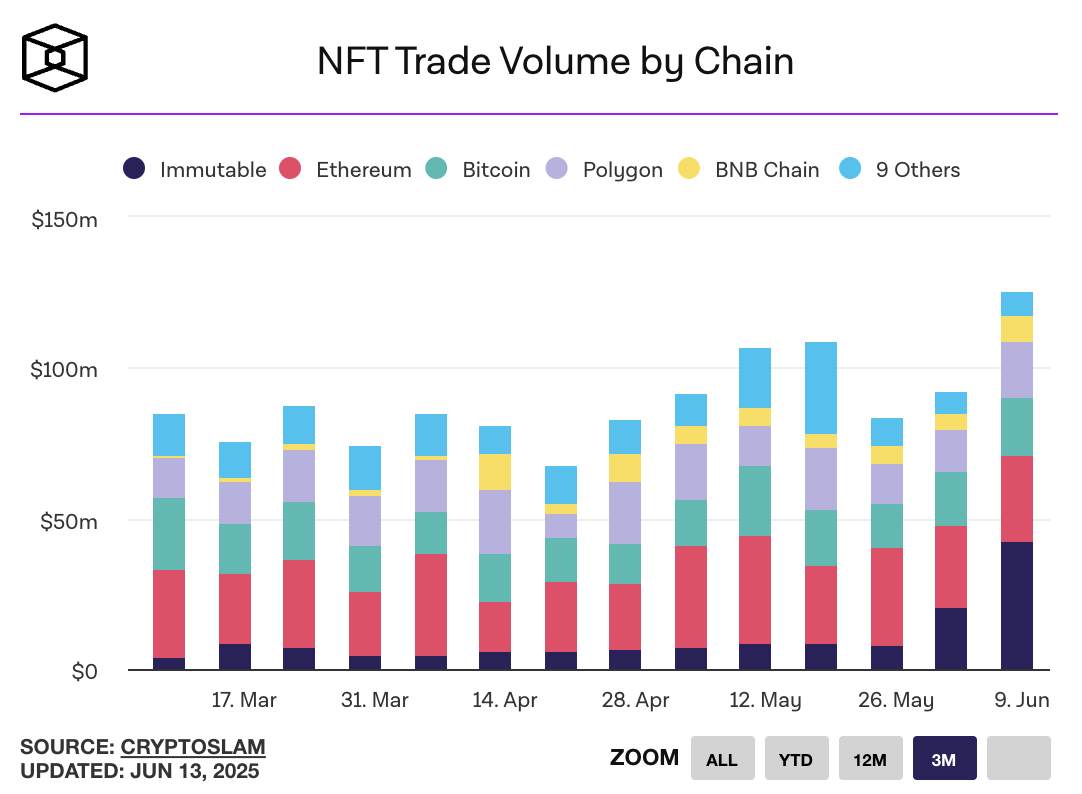 NFT Trade Volume by Chain
Immutable Ethereum Bitcoin Polygon BNB Chain 9 Others
$150m
$100m
$50m
$0
17. Mar 31. Mar 14. Apr 28. Apr 12. May 26. May 9. Jun
SOURCE: CRYPTOSLAM
UPDATED: JUN 13, 2025
ZOOM ALL YTD 12M 3M